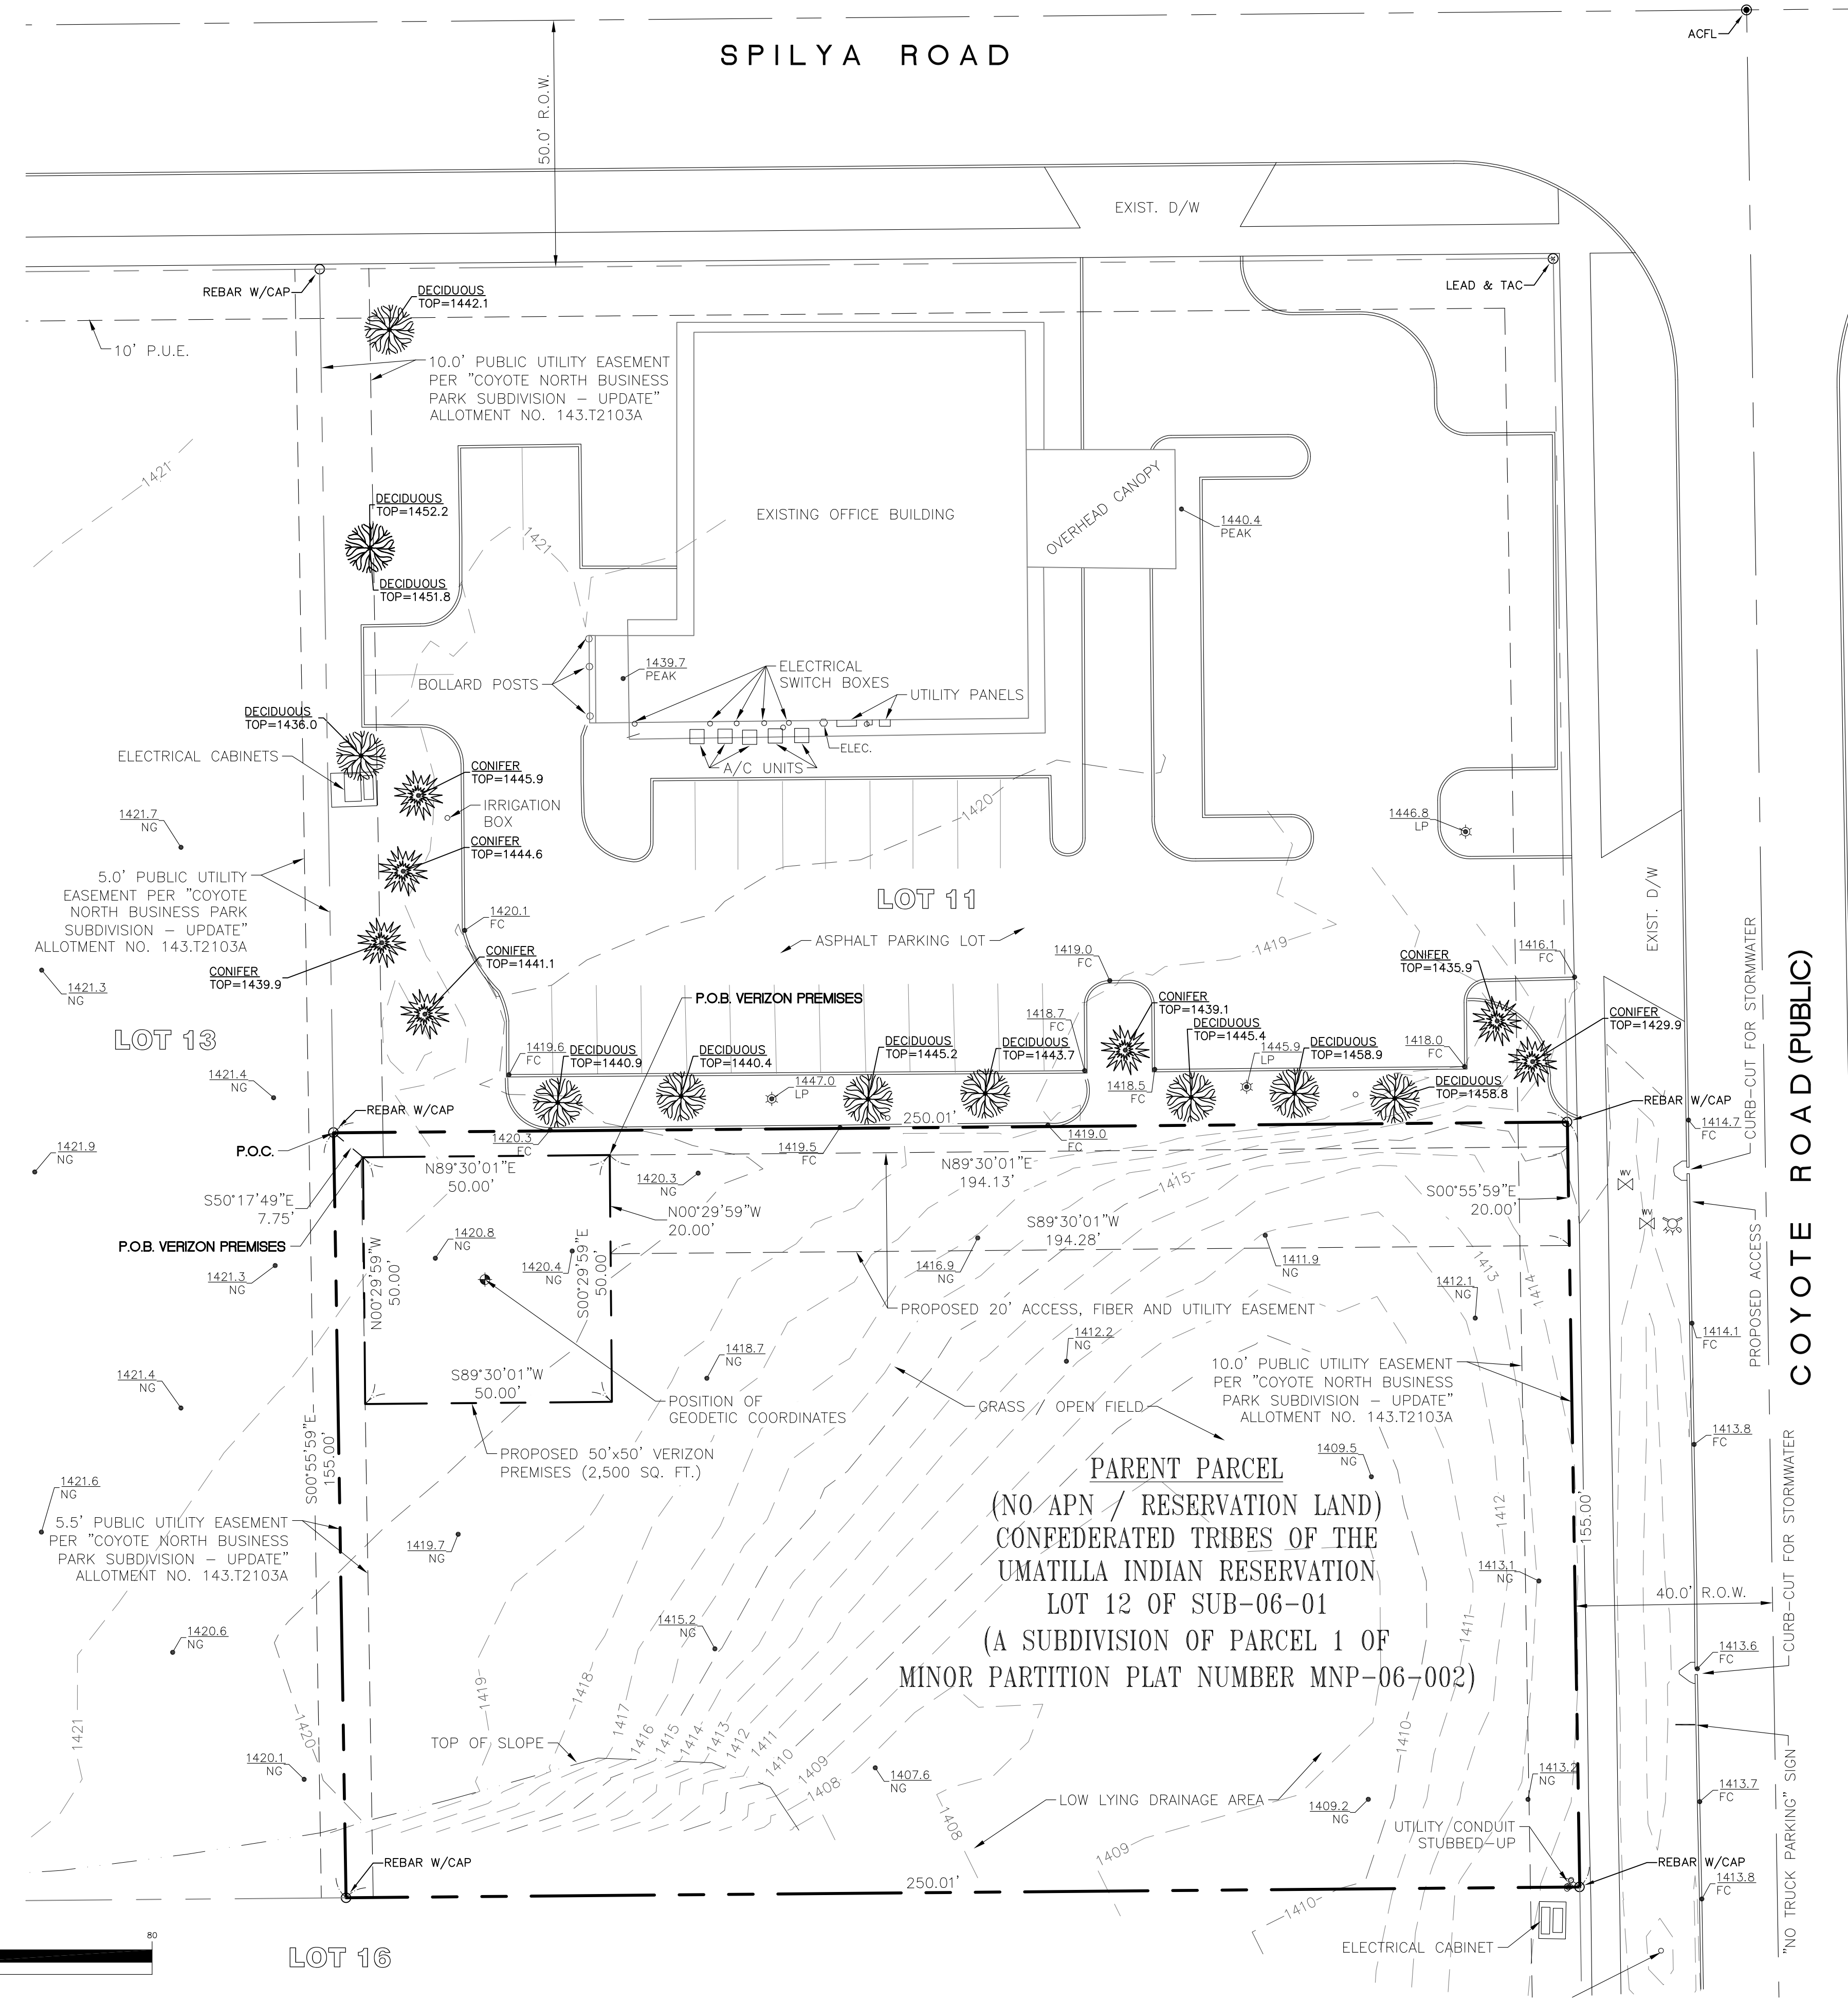 ACFL
SPILYA ROAD
50.0' R.O.W.
EXIST. D/W
REBAR W/CAP
LEAD & TAC
DECIDUOUS
TOP=1442.1
10' P.U.E.
10.0' PUBLIC UTILITY EASEMENT
PER "COYOTE NORTH BUSINESS
PARK SUBDIVISION – UPDATE"
ALLOTMENT NO. 143.T2103A
1421
DECIDUOUS
TOP=1452.2
EXISTING OFFICE BUILDING
OVERHEAD CANOPY
1440.4
PEAK
1421
DECIDUOUS
TOP=1451.8
1439.7
PEAK
ELECTRICAL
SWITCH BOXES
BOLLARD POSTS
UTILITY PANELS
DECIDUOUS
TOP=1436.0
ELEC.
ELECTRICAL CABINETS
CONIFER
TOP=1445.9
A/C UNITS
IRRIGATION
BOX
1420
1421.7
NG
1446.8
LP
CONIFER
TOP=1444.6
5.0' PUBLIC UTILITY
EASEMENT PER "COYOTE
NORTH BUSINESS PARK
SUBDIVISION – UPDATE"
ALLOTMENT NO. 143.T2103A
LOT 11
EXIST. D/W
1420.1
FC
ASPHALT PARKING LOT
1419
1416.1
FC
CONIFER
TOP=1441.1
CONIFER
TOP=1439.9
1419.0
FC
CONIFER
TOP=1435.9
1421.3
NG
P.O.B. VERIZON PREMISES
CONIFER
TOP=1439.1
CONIFER
TOP=1429.9
LOT 13
1418.7
FC
DECIDUOUS
TOP=1445.4
1419.6
FC
DECIDUOUS
TOP=1440.9
DECIDUOUS
TOP=1440.4
DECIDUOUS
TOP=1445.2
DECIDUOUS
TOP=1443.7
1445.9
LP
DECIDUOUS
TOP=1458.9
1418.0
FC
1421.4
NG
1447.0
LP
1418.5
FC
DECIDUOUS
TOP=1458.8
CURB-CUT FOR STORMWATER
COYOTE ROAD (PUBLIC)
REBAR W/CAP
250.01'
REBAR W/CAP
1414.7
FC
P.O.C.
1420.3
FC
1419.5
FC
1419.0
FC
1421.9
NG
N89°30'01"E
50.00'
1420.3
NG
N89°30'01"E
194.13'
1415
WV
S50°17'49"E
7.75'
N00°29'59"W
20.00'
S89°30'01"W
194.28'
S00°55'59"E
20.00'
WV
P.O.B. VERIZON PREMISES
1420.8
NG
1420.4
NG
1416.9
NG
1411.9
NG
1413
1414
1421.3
NG
N00°29'59"W
50.00'
S00°29'59"E
50.00'
1412.1
NG
PROPOSED 20' ACCESS, FIBER AND UTILITY EASEMENT
PROPOSED ACCESS
1418.7
NG
1412.2
NG
1414.1
FC
1421.4
NG
S89°30'01"W
50.00'
10.0' PUBLIC UTILITY EASEMENT
PER "COYOTE NORTH BUSINESS
PARK SUBDIVISION – UPDATE"
ALLOTMENT NO. 143.T2103A
POSITION OF
GEODETIC COORDINATES
GRASS / OPEN FIELD
S00°55'59"E
155.00'
PROPOSED 50'x50' VERIZON
PREMISES (2,500 SQ. FT.)
1409.5
NG
1413.8
FC
PARENT PARCEL
(NO APN / RESERVATION LAND)
CONFEDERATED TRIBES OF THE
UMATILLA INDIAN RESERVATION
LOT 12 OF SUB-06-01
(A SUBDIVISION OF PARCEL 1 OF
MINOR PARTITION PLAT NUMBER MNP-06-002)
1421.6
NG
5.5' PUBLIC UTILITY EASEMENT
PER "COYOTE NORTH BUSINESS
PARK SUBDIVISION – UPDATE"
ALLOTMENT NO. 143.T2103A
1419.7
NG
1412
155.00'
CURB-CUT FOR STORMWATER
1413.1
NG
40.0' R.O.W.
1420.6
NG
1415.2
NG
1411
1413.6
FC
1421
1420
1419
1418
1417
1416
1415
1414
1413
1412
1411
1410
1409
1408
1410
TOP OF SLOPE
1420.1
NG
1407.6
NG
1408
LOW LYING DRAINAGE AREA
1409.2
NG
1413.2
NG
1413.7
FC
"NO TRUCK PARKING" SIGN
UTILITY CONDUIT
STUBBED-UP
1409
REBAR W/CAP
250.01'
REBAR W/CAP
1413.8
FC
1410
80
LOT 16
ELECTRICAL CABINET